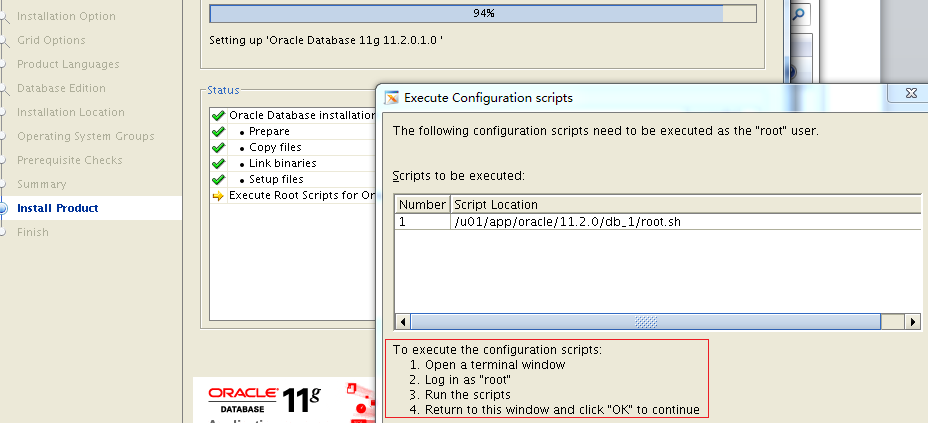 Installation Option
Grid Options
Product Languages
Database Edition
Installation Location
Operating System Groups
Prerequisite Checks
Summary
Install Product
Finish
94%
Setting up 'Oracle Database 11g 11.2.0.1.0 '
Status
Oracle Database installation
• Prepare
• Copy files
• Link binaries
• Setup files
Execute Root Scripts for Or
ORACLE
DATABASE 11g
Execute Configuration scripts
The following configuration scripts need to be executed as the "root" user.
Scripts to be executed:
Number Script Location
1 /u01/app/oracle/11.2.0/db_1/root.sh
To execute the configuration scripts:
1. Open a terminal window
2. Log in as "root"
3. Run the scripts
4. Return to this window and click "OK" to continue